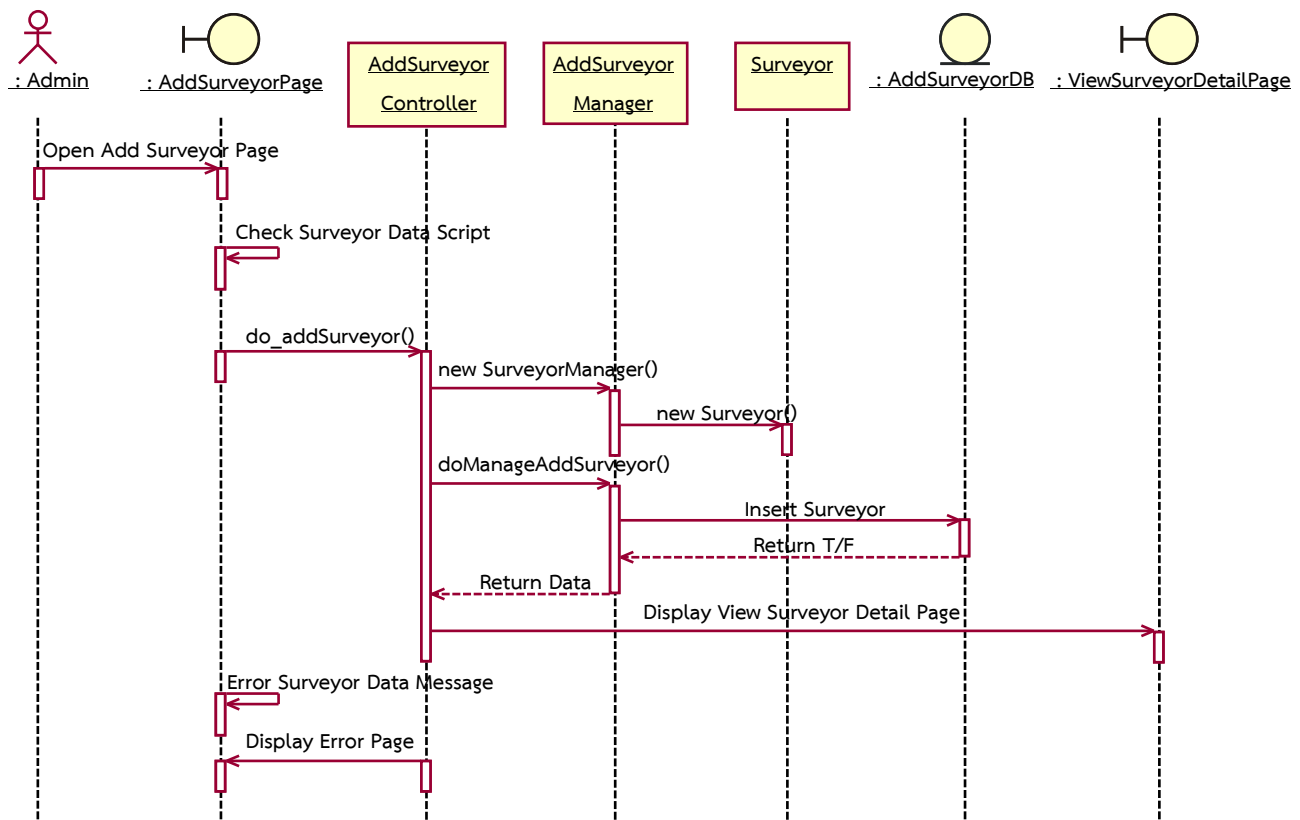 : Admin
: AddSurveyorPage
AddSurveyor
Controller
AddSurveyor
Manager
Surveyor
: AddSurveyorDB
: ViewSurveyorDetailPage
Open Add Surveyor Page
Check Surveyor Data Script
do_addSurveyor()
new SurveyorManager()
new Surveyor()
doManageAddSurveyor()
Insert Surveyor
Return T/F
Return Data
Display View Surveyor Detail Page
Error Surveyor Data Message
Display Error Page